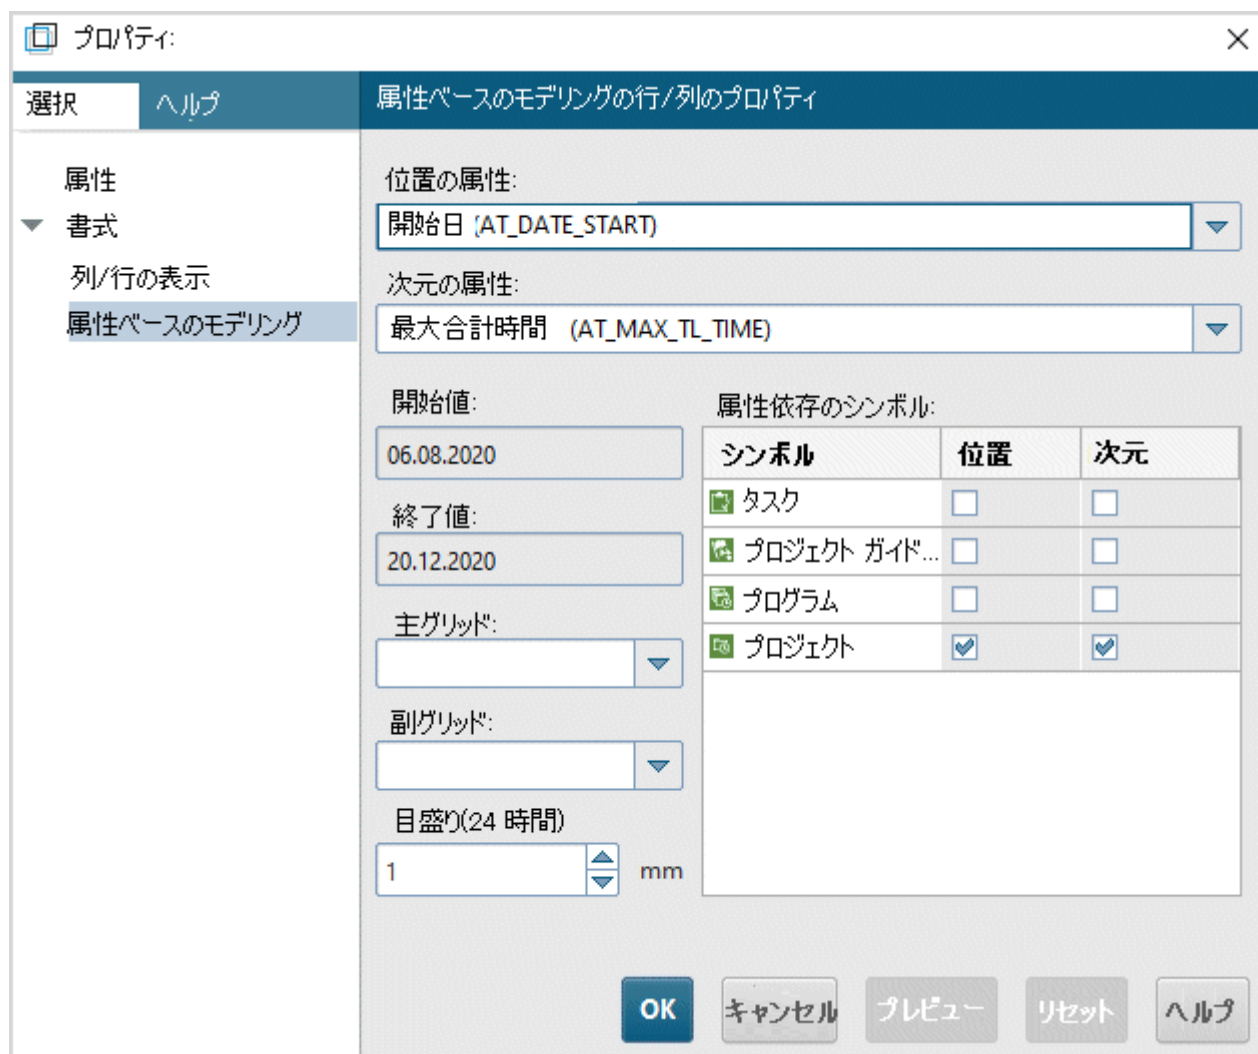 プロパティ:
選択
ヘルプ
属性
書式
列/行の表示
属性ベースのモデリング
属性ベースのモデリングの行/列のプロパティ
位置の属性:
開始日 (AT_DATE_START)
次元の属性:
最大合計時間 (AT_MAX_TL_TIME)
開始値:
06.08.2020
終了値:
20.12.2020
主グリッド:
副グリッド:
目盛り(24 時間)
1 mm
属性依存のシンボル:
シンボル 位置 次元
タスク
プロジェクト ガイド...
プログラム
プロジェクト
OK キャンセル プレビュー リセット ヘルプ